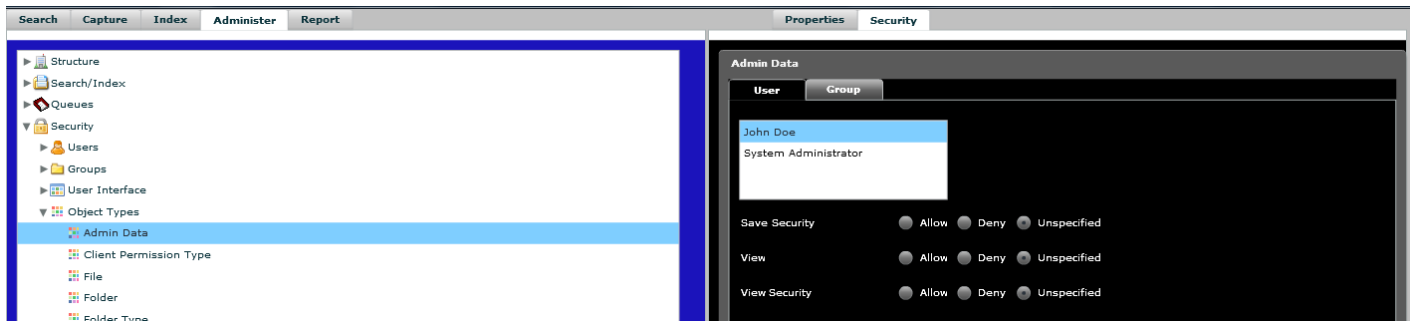 Search Capture Index Administer Report
Properties Security
Structure
Search/Index
Queues
Security
Users
Groups
User Interface
Object Types
Admin Data
Client Permission Type
File
Folder
Folder Type
Admin Data
User Group
John Doe
System Administrator
Save Security Allow Deny Unspecified
View Allow Deny Unspecified
View Security Allow Deny Unspecified